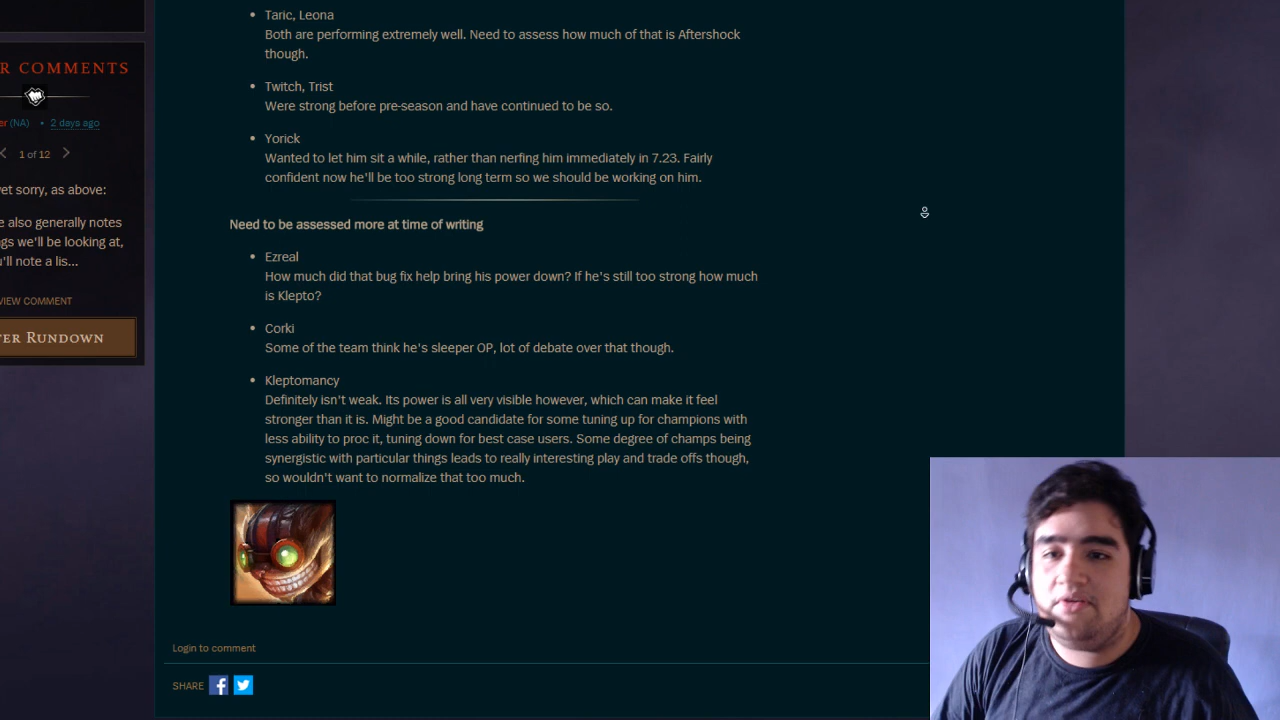 Taric, Leona
Both are performing extremely well. Need to assess how much of that is Aftershock
though.
Twitch, Trist
Were strong before pre-season and have continued to be so.
Yorick
Wanted to let him sit a while, rather than nerfing him immediately in 7.23. Fairly
confident now he'll be too strong long term so we should be working on him.
Need to be assessed more at time of writing
Ezreal
How much did that bug fix help bring his power down? If he's still too strong how much
is Klepto?
Corki
Some of the team think he's sleeper OP, lot of debate over that though.
Kleptomancy
Definitely isn't weak. Its power is all very visible however, which can make it feel
stronger than it is. Might be a good candidate for some tuning up for champions with
less ability to proc it, tuning down for best case users. Some degree of champs being
synergistic with particular things leads to really interesting play and trade offs though,
so wouldn't want to normalize that too much.
Login to comment
SHARE
R COMMENTS
er (NA) • 2 days ago
1 of 12
yet sorry, as above:
e also generally notes
ngs we'll be looking at,
u'll note a lis...
VIEW COMMENT
TER RUNDOWN